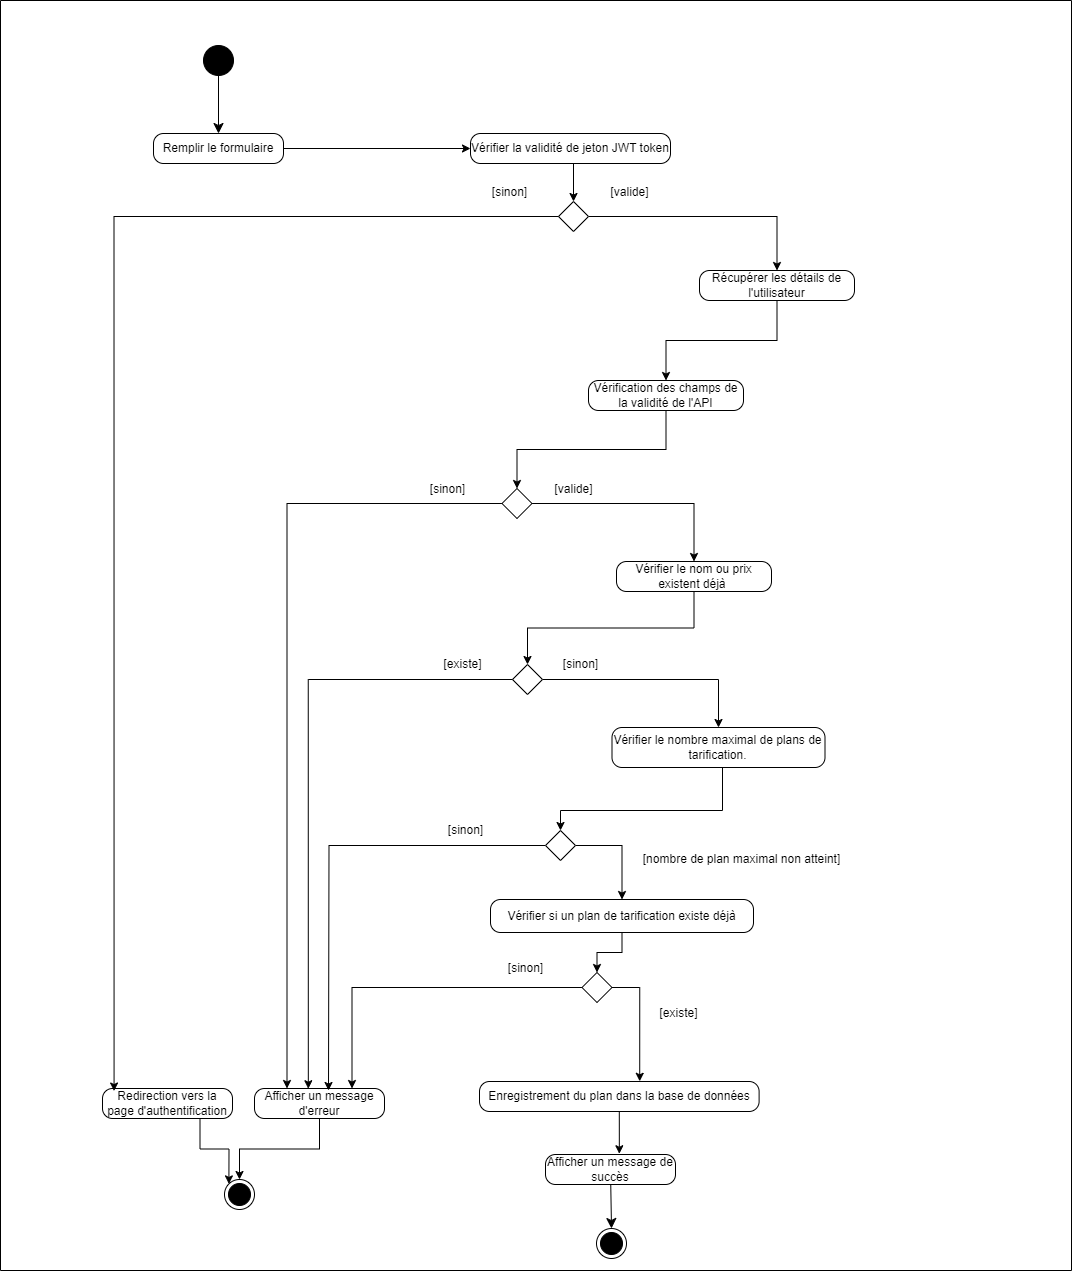 Remplir le formulaire
Vérifier la validité de jeton JWT token
[sinon]
[valide]
Récupérer les détails de
l'utilisateur
Vérification des champs de
la validité de l'API
[sinon]
[valide]
Vérifier le nom ou prix
existent déjà
[existe]
[sinon]
Vérifier le nombre maximal de plans de
tarification.
[sinon]
[nombre de plan maximal non atteint]
Vérifier si un plan de tarification existe déjà
[sinon]
[existe]
Redirection vers la
page d'authentification
Afficher un message
d'erreur
Enregistrement du plan dans la base de données
Afficher un message de
succès